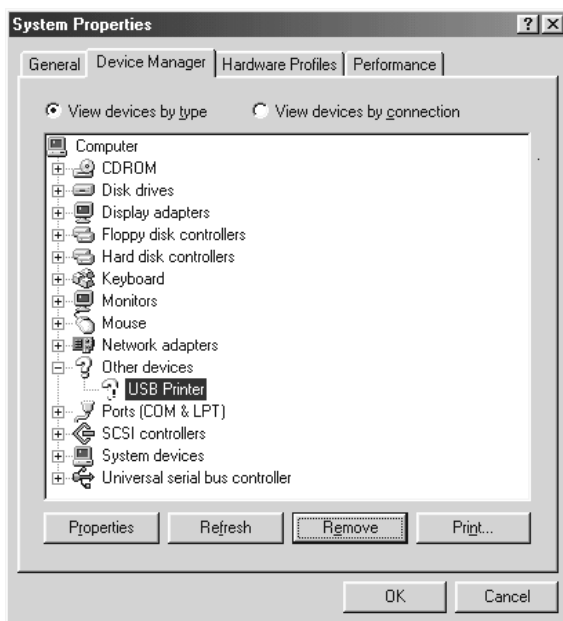 System Properties
General Device Manager Hardware Profiles Performance
View devices by type View devices by connection
Computer
CDROM
Disk drives
Display adapters
Floppy disk controllers
Hard disk controllers
Keyboard
Monitors
Mouse
Network adapters
Other devices
USB Printer
Ports (COM & LPT)
SCSI controllers
System devices
Universal serial bus controller
Properties Refresh Remove Print...
OK Cancel